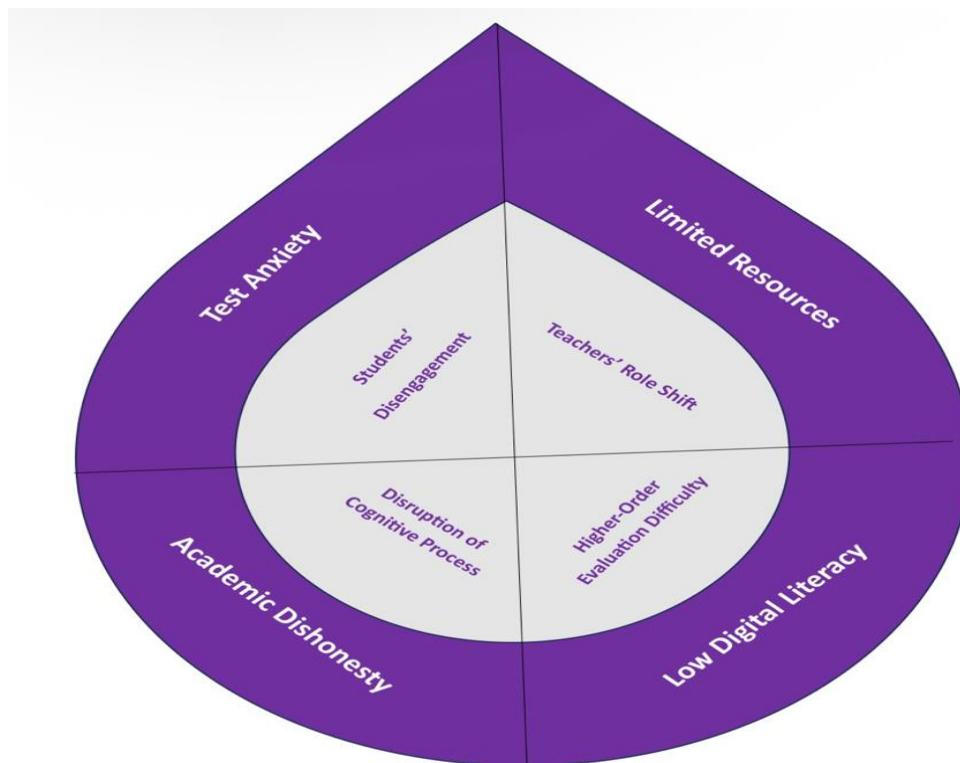 Test Anxiety
Limited Resources
Students'
Disengagement
Teachers' Role Shift
Disruption of
Cognitive Process
Higher-Order
Evaluation Difficulty
Academic Dishonesty
Low Digital Literacy